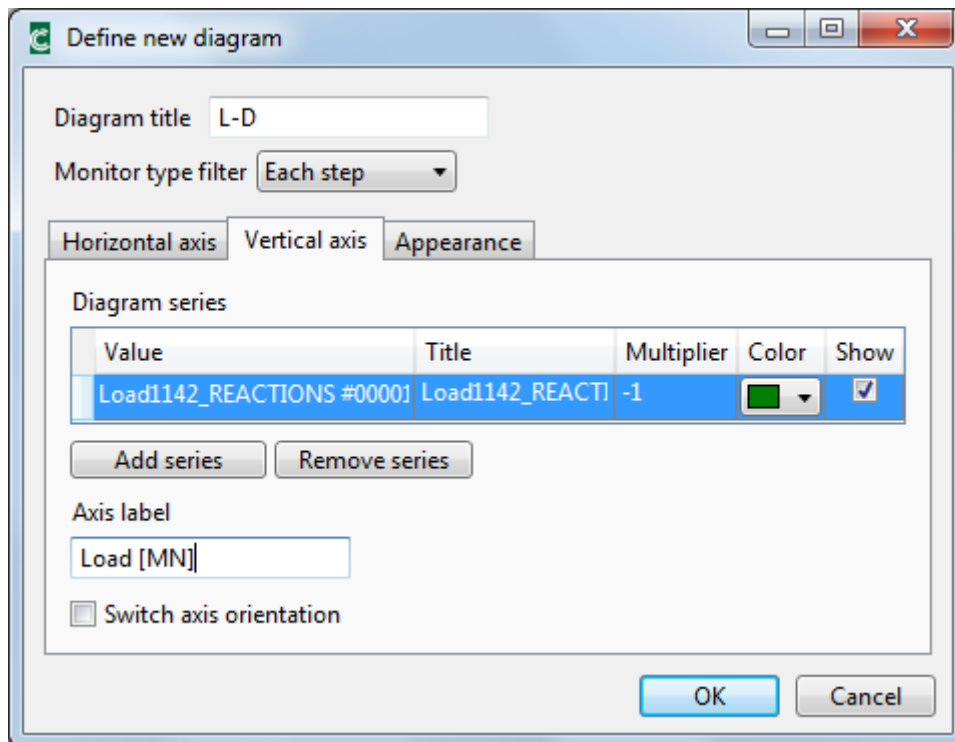 Define new diagram
Diagram title L-D
Monitor type filter Each step
Horizontal axis Vertical axis Appearance
Diagram series
Value Title Multiplier Color Show
Load1142_REACTIONS #00001 Load1142_REACTI -1
Add series Remove series
Axis label
Load [MN]
Switch axis orientation
OK Cancel